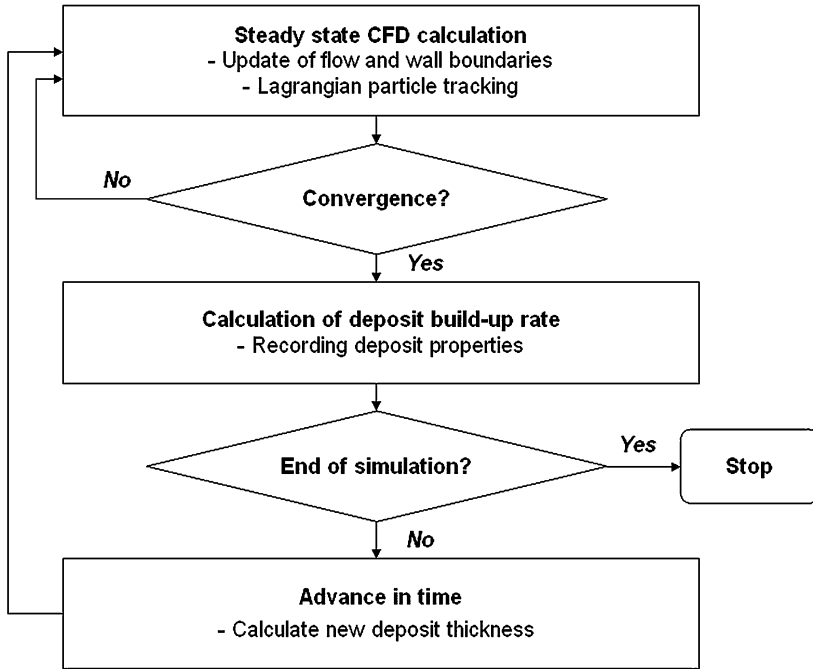 Steady state CFD calculation
- Update of flow and wall boundaries
- Lagrangian particle tracking
No
Convergence?
Yes
Calculation of deposit build-up rate
- Recording deposit properties
Yes
End of simulation?
Stop
No
Advance in time
- Calculate new deposit thickness